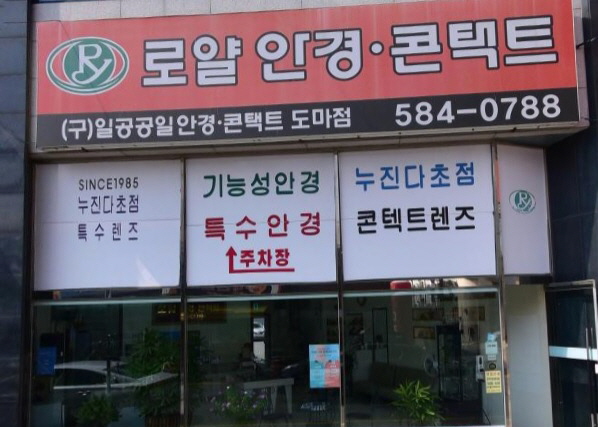 RY 로얄 안경·콘택트
(구)일공공일안경·콘택트 도마점 584-0788
SINCE1985
누진다초점
특수렌즈
기능성안경
특수안경
주차장
누진다초점
콘텍트렌즈